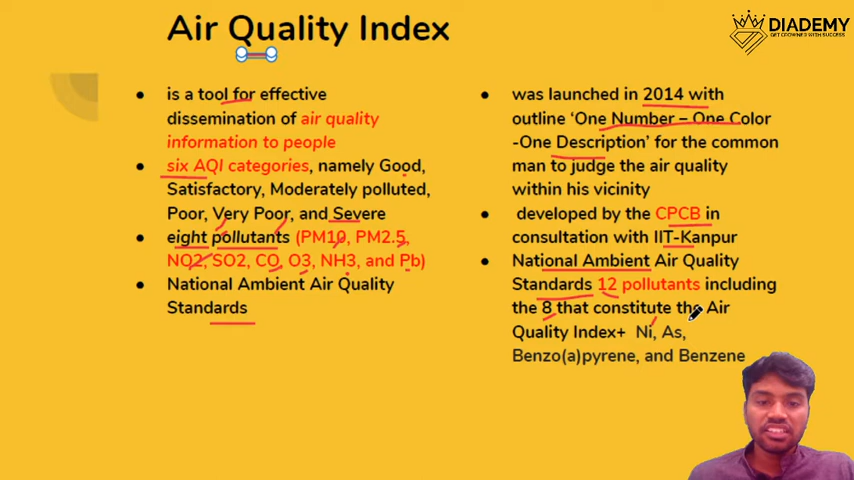 Air Quality Index
DIADEMY
GET CROWNED WITH SUCCESS
is a tool for effective
dissemination of air quality
information to people
six AQI categories, namely Good,
Satisfactory, Moderately polluted,
Poor, Very Poor, and Severe
eight pollutants (PM10, PM2.5,
NO2, SO2, CO, O3, NH3, and Pb)
National Ambient Air Quality
Standards
was launched in 2014 with
outline ‘One Number – One Color
-One Description’ for the common
man to judge the air quality
within his vicinity
developed by the CPCB in
consultation with IIT-Kanpur
National Ambient Air Quality
Standards 12 pollutants including
the 8 that constitute the Air
Quality Index+ Ni, As,
Benzo(a)pyrene, and Benzene